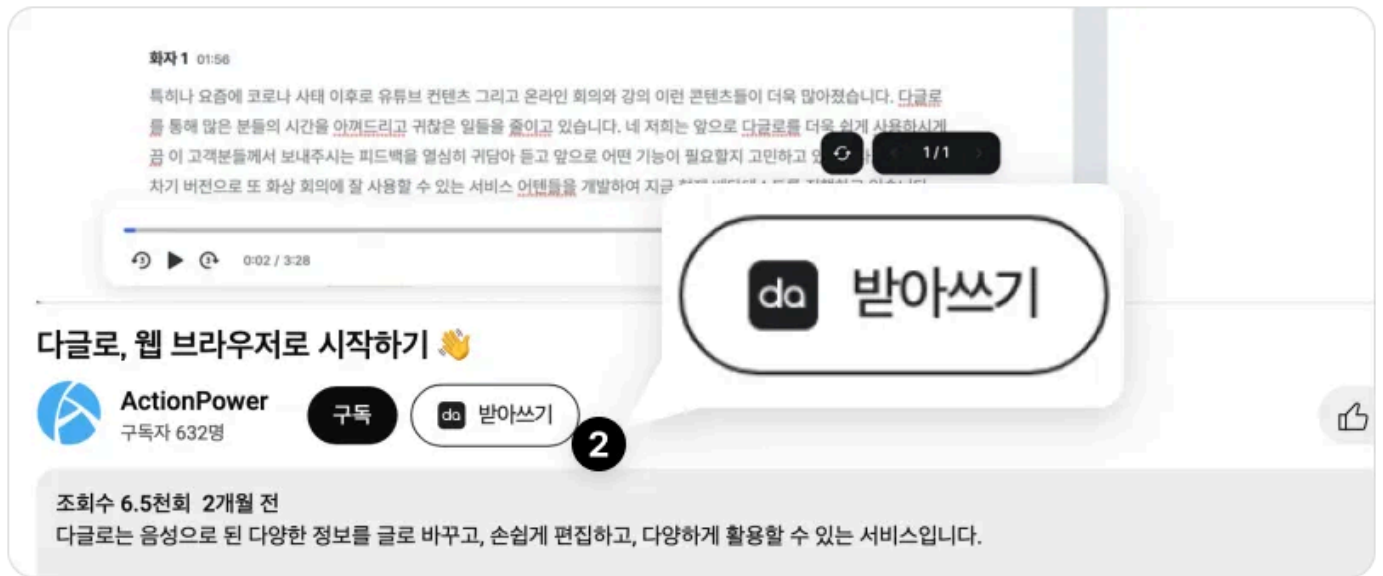 화자 1 01:56
특히나 요즘에 코로나 사태 이후로 유튜브 컨텐츠 그리고 온라인 회의와 강의 이런 콘텐츠들이 더욱 많아졌습니다. 다글로
를 통해 많은 분들의 시간을 아껴드리고 귀찮은 일들을 줄이고 있습니다. 네 저희는 앞으로 다글로를 더욱 쉽게 사용하시게
끔 이 고객분들께서 보내주시는 피드백을 열심히 귀담아 듣고 앞으로 어떤 기능이 필요할지 고민하고
1/1
차기 버전으로 또 화상 회의에 잘 사용할 수 있는 서비스 어텐들을 개발하여 지금
0:02 / 3:28
da 받아쓰기
다글로, 웹 브라우저로 시작하기 👋
ActionPower
구독자 632명
구독
da 받아쓰기
2
조회수 6.5천회 2개월 전
다글로는 음성으로 된 다양한 정보를 글로 바꾸고, 손쉽게 편집하고, 다양하게 활용할 수 있는 서비스입니다.